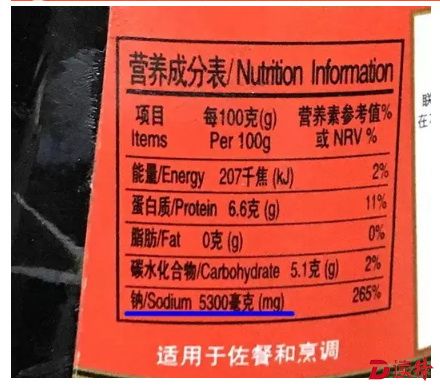 营养成分表/Nutrition Information
项目 每100克(g) 营养素参考值%
Items Per 100g 或 NRV %
能量/Energy 207千焦 (kJ) 2%
蛋白质/Protein 6.6克 (g) 11%
脂肪/Fat 0克 (g) 0%
碳水化合物/Carbohydrate 5.1克 (g) 2%
钠/Sodium 5300毫克 (mg) 265%
适用于佐餐和烹调
联
在